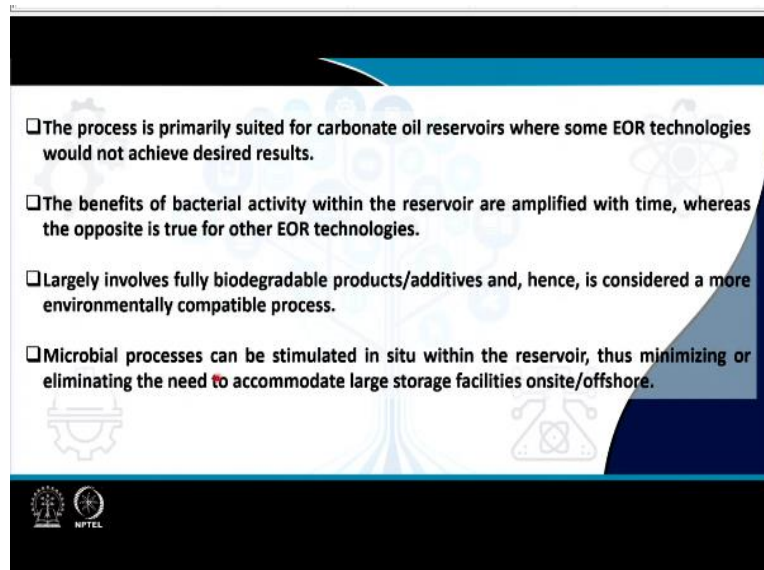 ❑The process is primarily suited for carbonate oil reservoirs where some EOR technologies
would not achieve desired results.
❑The benefits of bacterial activity within the reservoir are amplified with time, whereas
the opposite is true for other EOR technologies.
❑Largely involves fully biodegradable products/additives and, hence, is considered a more
environmentally compatible process.
❑Microbial processes can be stimulated in situ within the reservoir, thus minimizing or
eliminating the need to accommodate large storage facilities onsite/offshore.
NPTEL